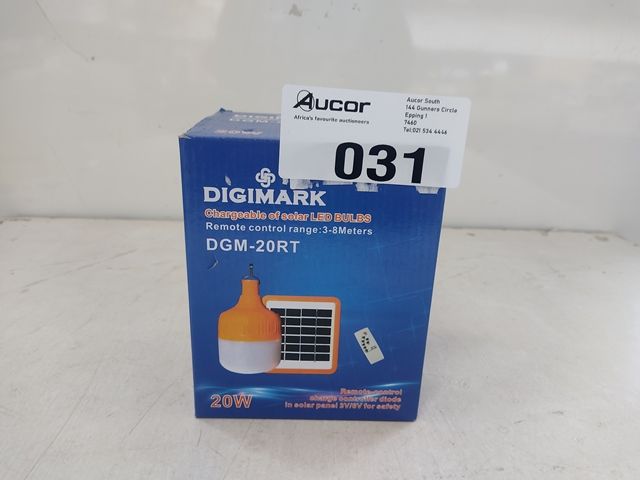 Aucor
Africa's favourite auctioneers
Aucor South
144 Gunners Circle
Epping 1
7460
Tel:021 534 4446
031
DIGIMARK
Chargeable of solar LED BULBS
Remote control range:3-8Meters
DGM-20RT
20W
Remote-control
charge controller diode
in solar panel 3V/6V for safety